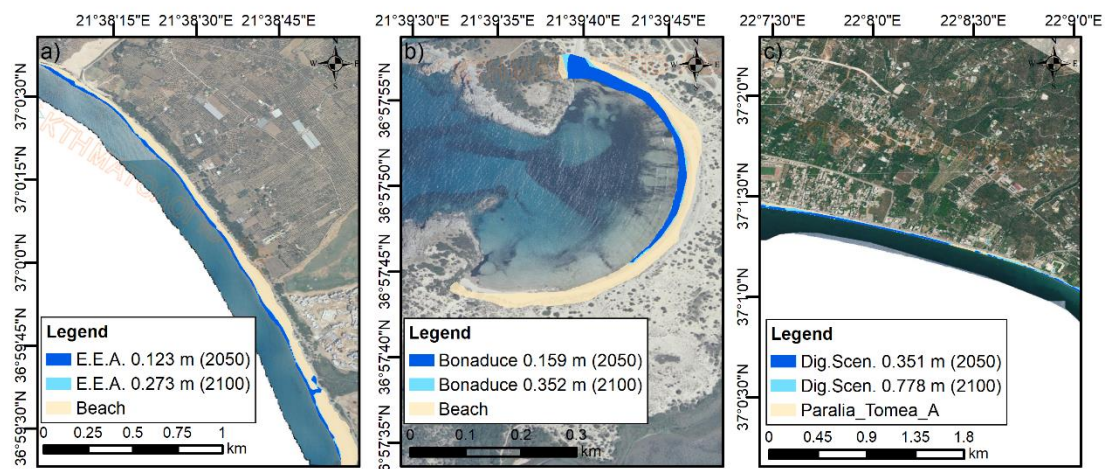 21°38'15"E 21°38'30"E 21°38'45"E
a)
N
W E
S
37°0'30"N
37°0'15"N
37°0'0"N
36°59'45"N
36°59'30"N
Legend
E.E.A. 0.123 m (2050)
E.E.A. 0.273 m (2100)
Beach
0 0.25 0.5 0.75 1
km
21°39'30"E 21°39'35"E 21°39'40"E 21°39'45"E
b)
N
W E
S
36°57'55"N
36°57'50"N
36°57'45"N
36°57'40"N
36°57'35"N
Legend
Bonaduce 0.159 m (2050)
Bonaduce 0.352 m (2100)
Beach
0 0.1 0.2 0.3
km
22°7'30"E 22°8'0"E 22°8'30"E 22°9'0"E
c)
N
W E
S
37°2'0"N
37°1'30"N
37°1'0"N
37°0'30"N
Legend
Dig.Scen. 0.351 m (2050)
Dig.Scen. 0.778 m (2100)
Paralia_Tomea_A
0 0.45 0.9 1.35 1.8
km